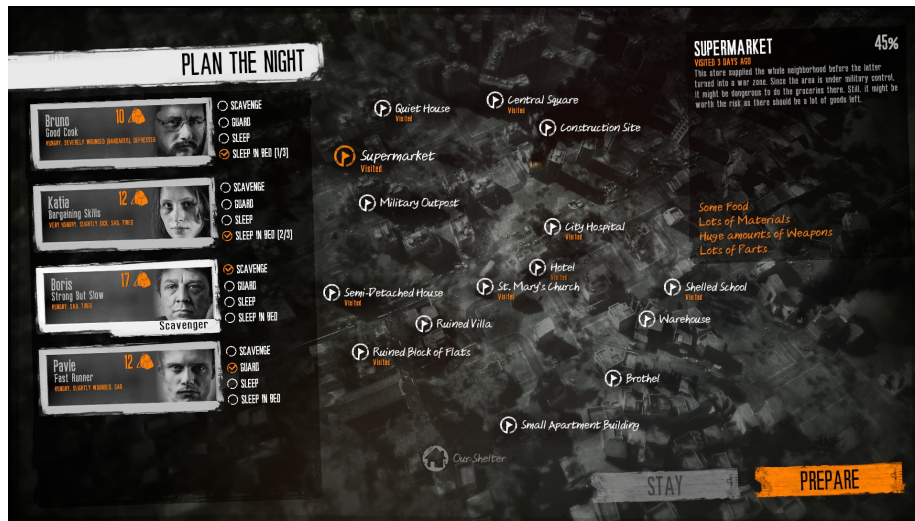 PLAN THE NIGHT
Bruno
10
Good Cook
HUNGRY, SEVERELY WOUNDED (BANDAGED), DEPRESSED
SCAVENGE
GUARD
SLEEP
SLEEP IN BED (1/3)
Katia
12
Bargaining Skills
VERY HUNGRY, SLIGHTLY SICK, SAD, TIRED
SCAVENGE
GUARD
SLEEP
SLEEP IN BED (2/3)
Boris
17
Strong But Slow
HUNGRY, SAD, TIRED
Scavenger
SCAVENGE
GUARD
SLEEP
SLEEP IN BED
Pavle
12
Fast Runner
HUNGRY, SLIGHTLY WOUNDED, SAD
SCAVENGE
GUARD
SLEEP
SLEEP IN BED
Quiet House
Visited
Central Square
Visited
Construction Site
Supermarket
Visited
Military Outpost
City Hospital
Visited
Hotel
Visited
Semi-Detached House
Visited
St. Mary's Church
Visited
Shelled School
Visited
Ruined Villa
Warehouse
Ruined Block of Flats
Visited
Brothel
Small Apartment Building
Our Shelter
SUPERMARKET
45%
VISITED 3 DAYS AGO
This store supplied the whole neighborhood before the latter
turned into a war zone. Since the area is under military control,
it might be dangerous to do the groceries there. Still, it might be
worth the risk as there should be a lot of goods left.
Some Food
Lots of Materials
Huge amounts of Weapons
Lots of Parts
STAY
PREPARE